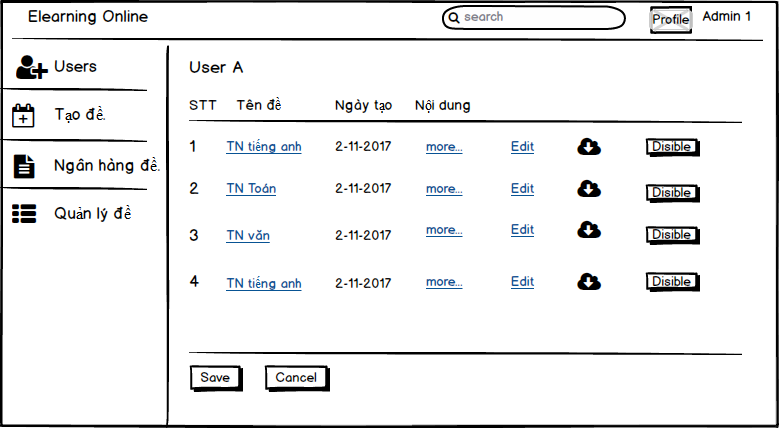 Elearning Online
search
Profile
Admin 1
Users
Tạo đề.
Ngân hàng đề.
Quản lý đề
User A
STT Tên đề Ngày tạo Nội dung
1 TN tiếng anh 2-11-2017 more... Edit Disible
2 TN Toán 2-11-2017 more... Edit Disible
3 TN văn 2-11-2017 more... Edit Disible
4 TN tiếng anh 2-11-2017 more... Edit Disible
Save Cancel